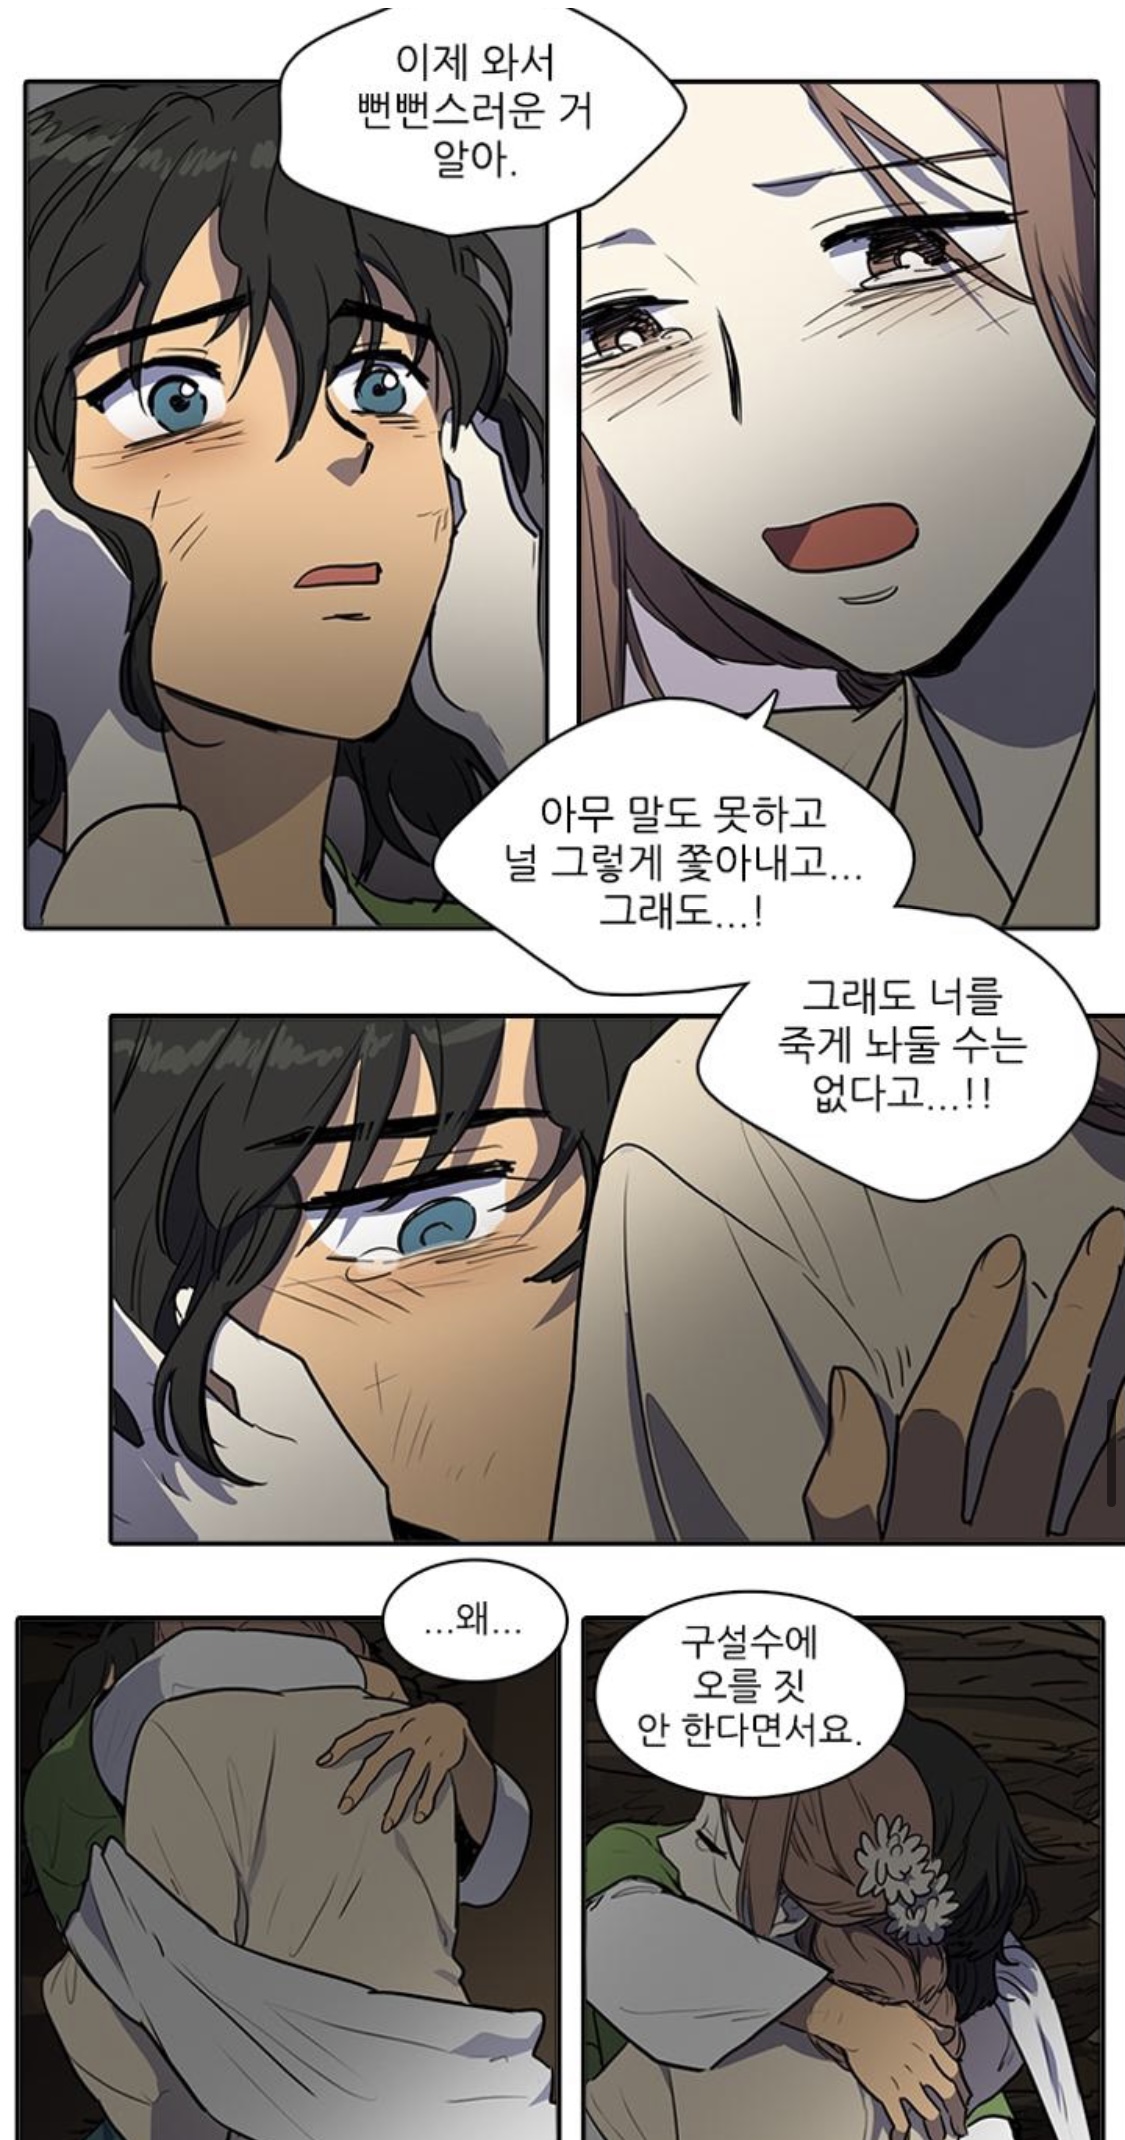 이제 와서
뻔뻔스러운 거
알아.
아무 말도 못하고
널 그렇게 쫓아내고...
그래도...!
그래도 너를
죽게 놔둘 수는
없다고...!!
...왜...
구설수에
오를 짓
안 한다면서요.